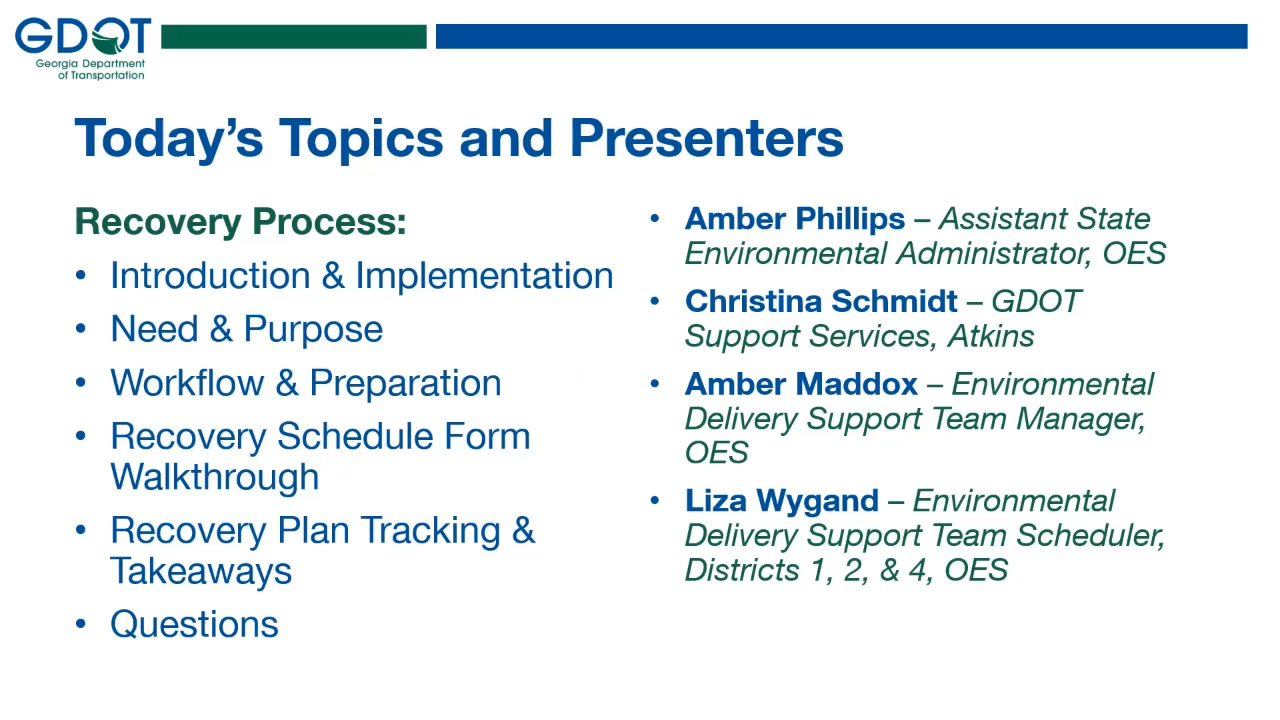 GDOT
Georgia Department
of Transportation
Today's Topics and Presenters
Recovery Process:
• Introduction & Implementation
• Need & Purpose
• Workflow & Preparation
• Recovery Schedule Form
Walkthrough
• Recovery Plan Tracking &
Takeaways
• Questions
• Amber Phillips – Assistant State
Environmental Administrator, OES
• Christina Schmidt – GDOT
Support Services, Atkins
• Amber Maddox – Environmental
Delivery Support Team Manager,
OES
• Liza Wygand – Environmental
Delivery Support Team Scheduler,
Districts 1, 2, & 4, OES